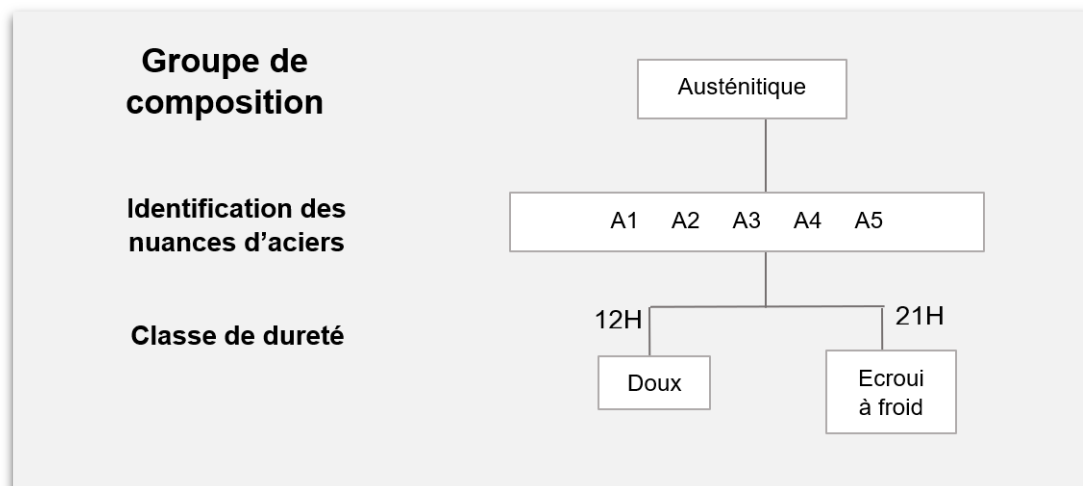 Groupe de
composition
Austénitique
Identification des
nuances d'aciers
A1 A2 A3 A4 A5
Classe de dureté
12H
21H
Doux
Ecroui
à froid